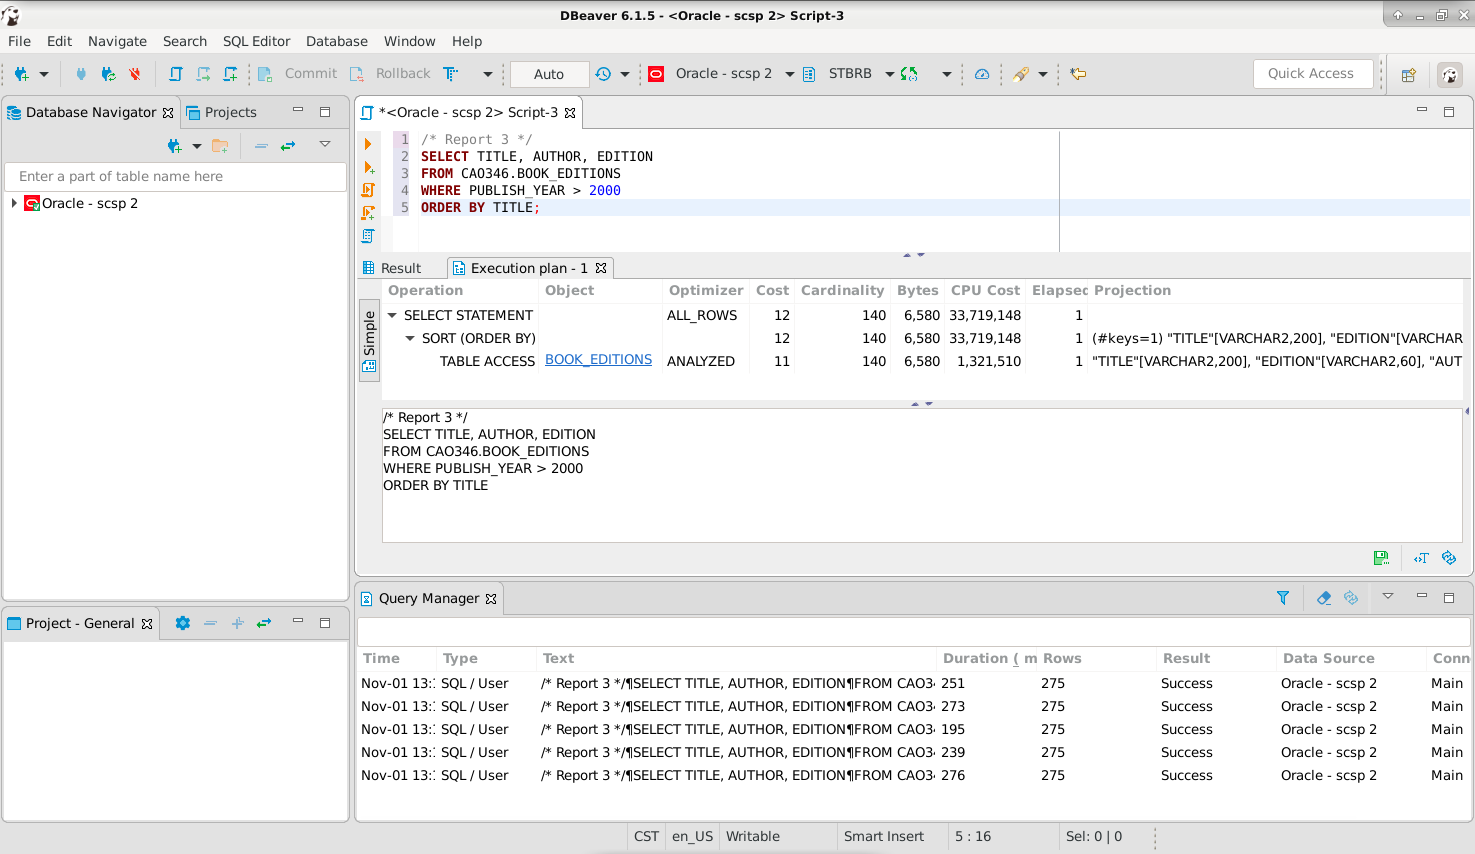 DBeaver 6.1.5 - <Oracle - scsp 2> Script-3
File Edit Navigate Search SQL Editor Database Window Help
Commit Rollback Auto Oracle - scsp 2 STBRB Quick Access
Database Navigator Projects
Enter a part of table name here
Oracle - scsp 2
*<Oracle - scsp 2> Script-3
1 /* Report 3 */
2 SELECT TITLE, AUTHOR, EDITION
3 FROM CAO346.BOOK_EDITIONS
4 WHERE PUBLISH_YEAR > 2000
5 ORDER BY TITLE;
Result Execution plan - 1
Simple
Operation Object Optimizer Cost Cardinality Bytes CPU Cost Elapsed Projection
SELECT STATEMENT ALL_ROWS 12 140 6,580 33,719,148 1
SORT (ORDER BY) 12 140 6,580 33,719,148 1 (#keys=1) "TITLE"[VARCHAR2,200], "EDITION"[VARCHAR
TABLE ACCESS BOOK_EDITIONS ANALYZED 11 140 6,580 1,321,510 1 "TITLE"[VARCHAR2,200], "EDITION"[VARCHAR2,60], "AUT
/* Report 3 */
SELECT TITLE, AUTHOR, EDITION
FROM CAO346.BOOK_EDITIONS
WHERE PUBLISH_YEAR > 2000
ORDER BY TITLE
Project - General
Query Manager
Time Type Text Duration ( m Rows Result Data Source Conn
Nov-01 13: SQL / User /* Report 3 */¶SELECT TITLE, AUTHOR, EDITION¶FROM CAO34 251 275 Success Oracle - scsp 2 Main
Nov-01 13: SQL / User /* Report 3 */¶SELECT TITLE, AUTHOR, EDITION¶FROM CAO34 273 275 Success Oracle - scsp 2 Main
Nov-01 13: SQL / User /* Report 3 */¶SELECT TITLE, AUTHOR, EDITION¶FROM CAO34 195 275 Success Oracle - scsp 2 Main
Nov-01 13: SQL / User /* Report 3 */¶SELECT TITLE, AUTHOR, EDITION¶FROM CAO34 239 275 Success Oracle - scsp 2 Main
Nov-01 13: SQL / User /* Report 3 */¶SELECT TITLE, AUTHOR, EDITION¶FROM CAO34 276 275 Success Oracle - scsp 2 Main
CST en_US Writable Smart Insert 5 : 16 Sel: 0 | 0